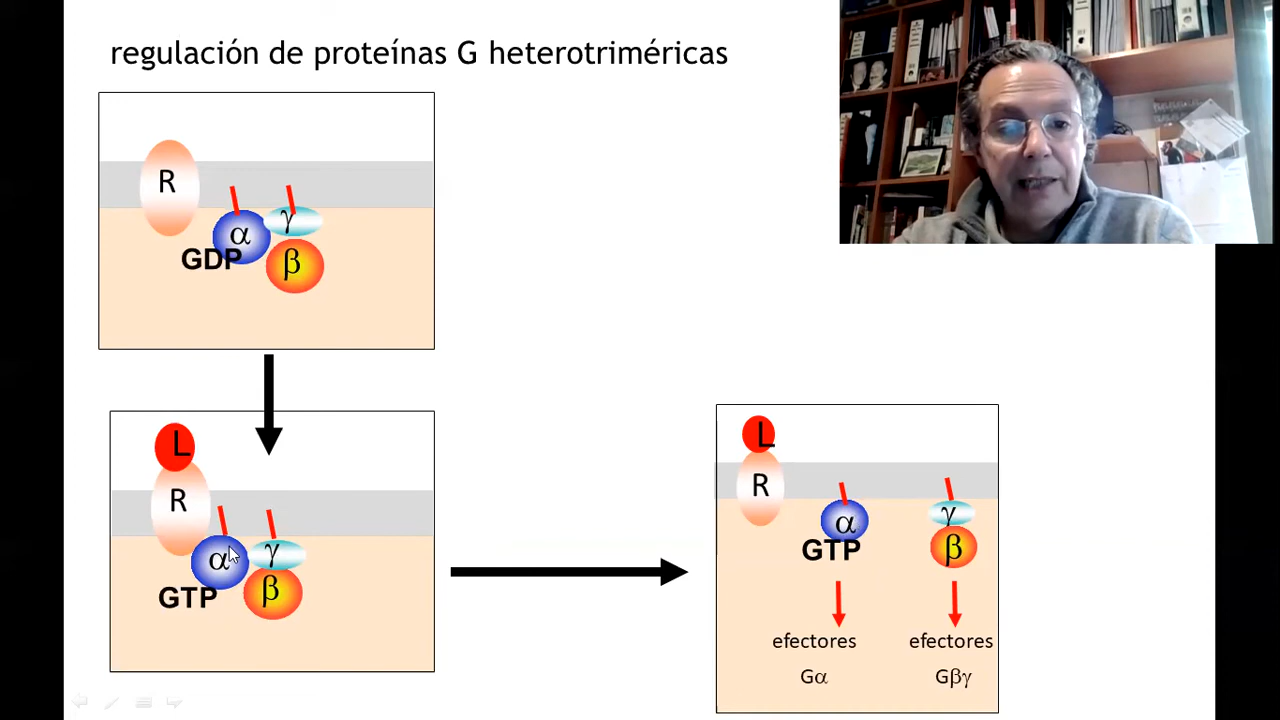 regulación de proteínas G heterotriméricas
R
α
γ
GDP
β
L
R
α
γ
GTP
β
L
R
α
γ
GTP
β
efectores
efectores
Gα
Gβγ